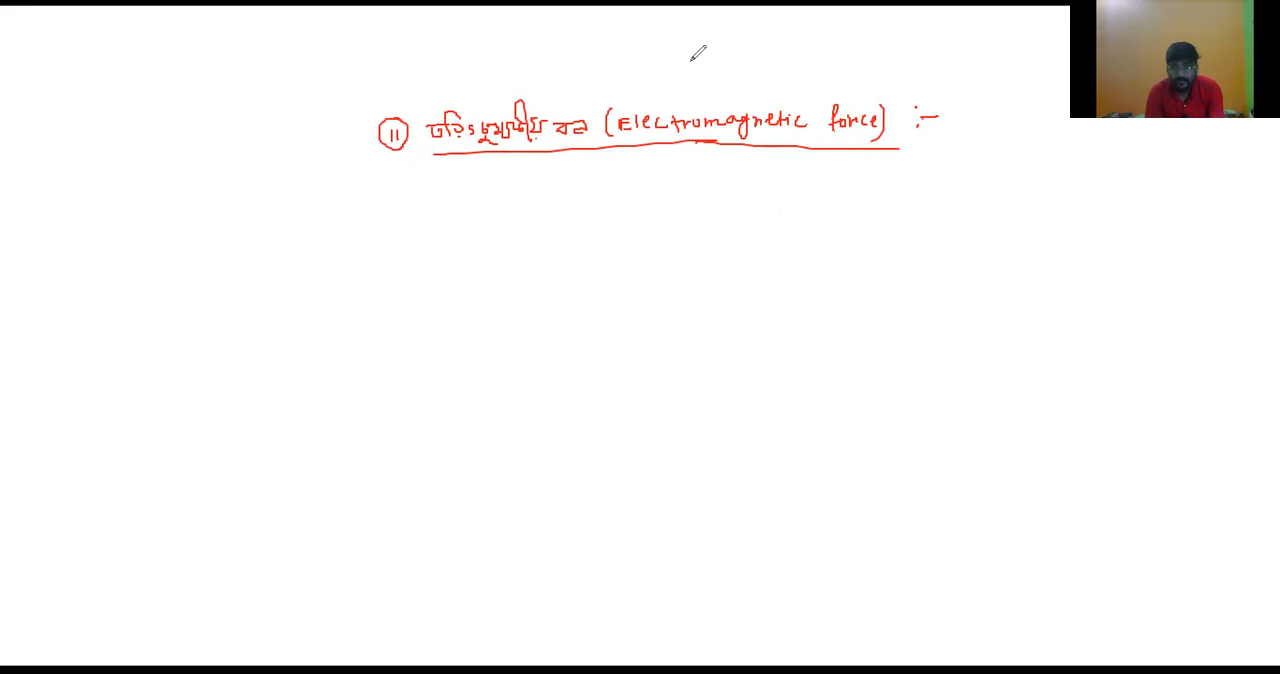 (ii) তড়িৎচুম্বকীয় বল (Electromagnetic force) :-